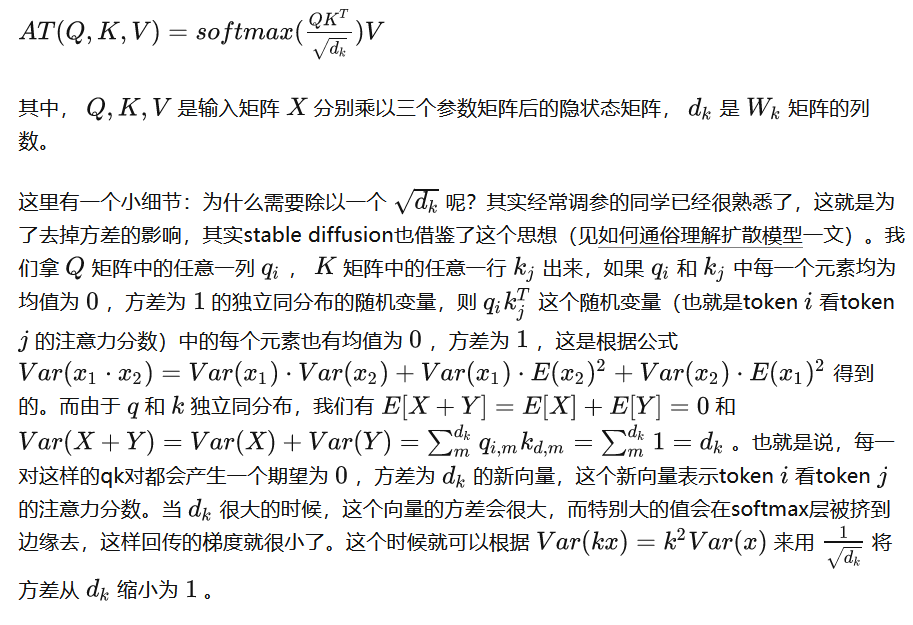 AT(Q, K, V) = softmax(\frac{QK^T}{\sqrt{d_k}})V
其中， Q, K, V 是输入矩阵 X 分别乘以三个参数矩阵后的隐状态矩阵， d_k 是 W_k 矩阵的列
数。
这里有一个小细节：为什么需要除以一个 \sqrt{d_k} 呢？其实经常调参的同学已经很熟悉了，这就是为
了去掉方差的影响，其实stable diffusion也借鉴了这个思想（见如何通俗理解扩散模型一文）。我
们拿 Q 矩阵中的任意一列 q_i ， K 矩阵中的任意一行 k_j 出来，如果 q_i 和 k_j 中每一个元素均为
均值为 0 ，方差为 1 的独立同分布的随机变量，则 q_i k_j^T 这个随机变量（也就是token i 看token
j 的注意力分数）中的每个元素也有均值为 0 ，方差为 1 ，这是根据公式
Var(x_1 · x_2) = Var(x_1) · Var(x_2) + Var(x_1) · E(x_2)^2 + Var(x_2) · E(x_1)^2 得到
的。而由于 q 和 k 独立同分布，我们有 E[X + Y] = E[X] + E[Y] = 0 和
Var(X + Y) = Var(X) + Var(Y) = \sum_m^{d_k} q_{i,m}k_{d,m} = \sum_m^{d_k} 1 = d_k 。也就是说，每一
对这样的qk对都会产生一个期望为 0 ，方差为 d_k 的新向量，这个新向量表示token i 看token j
的注意力分数。当 d_k 很大的时候，这个向量的方差会很大，而特别大的值会在softmax层被挤到
边缘去，这样回传的梯度就很小了。这个时候就可以根据 Var(kx) = k^2Var(x) 来用 \frac{1}{\sqrt{d_k}} 将
方差从 d_k 缩小为 1 。